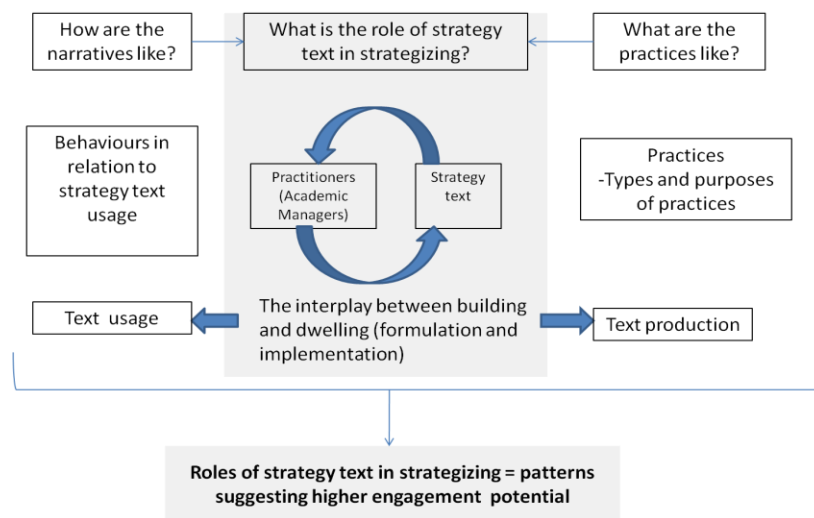 How are the
narratives like?
What is the role of strategy
text in strategizing?
What are the
practices like?
Behaviours in
relation to
strategy text
usage
Practitioners
(Academic
Managers)
Strategy
text
Practices
-Types and purposes
of practices
Text usage
The interplay between building
and dwelling (formulation and
implementation)
Text production
Roles of strategy text in strategizing = patterns
suggesting higher engagement potential